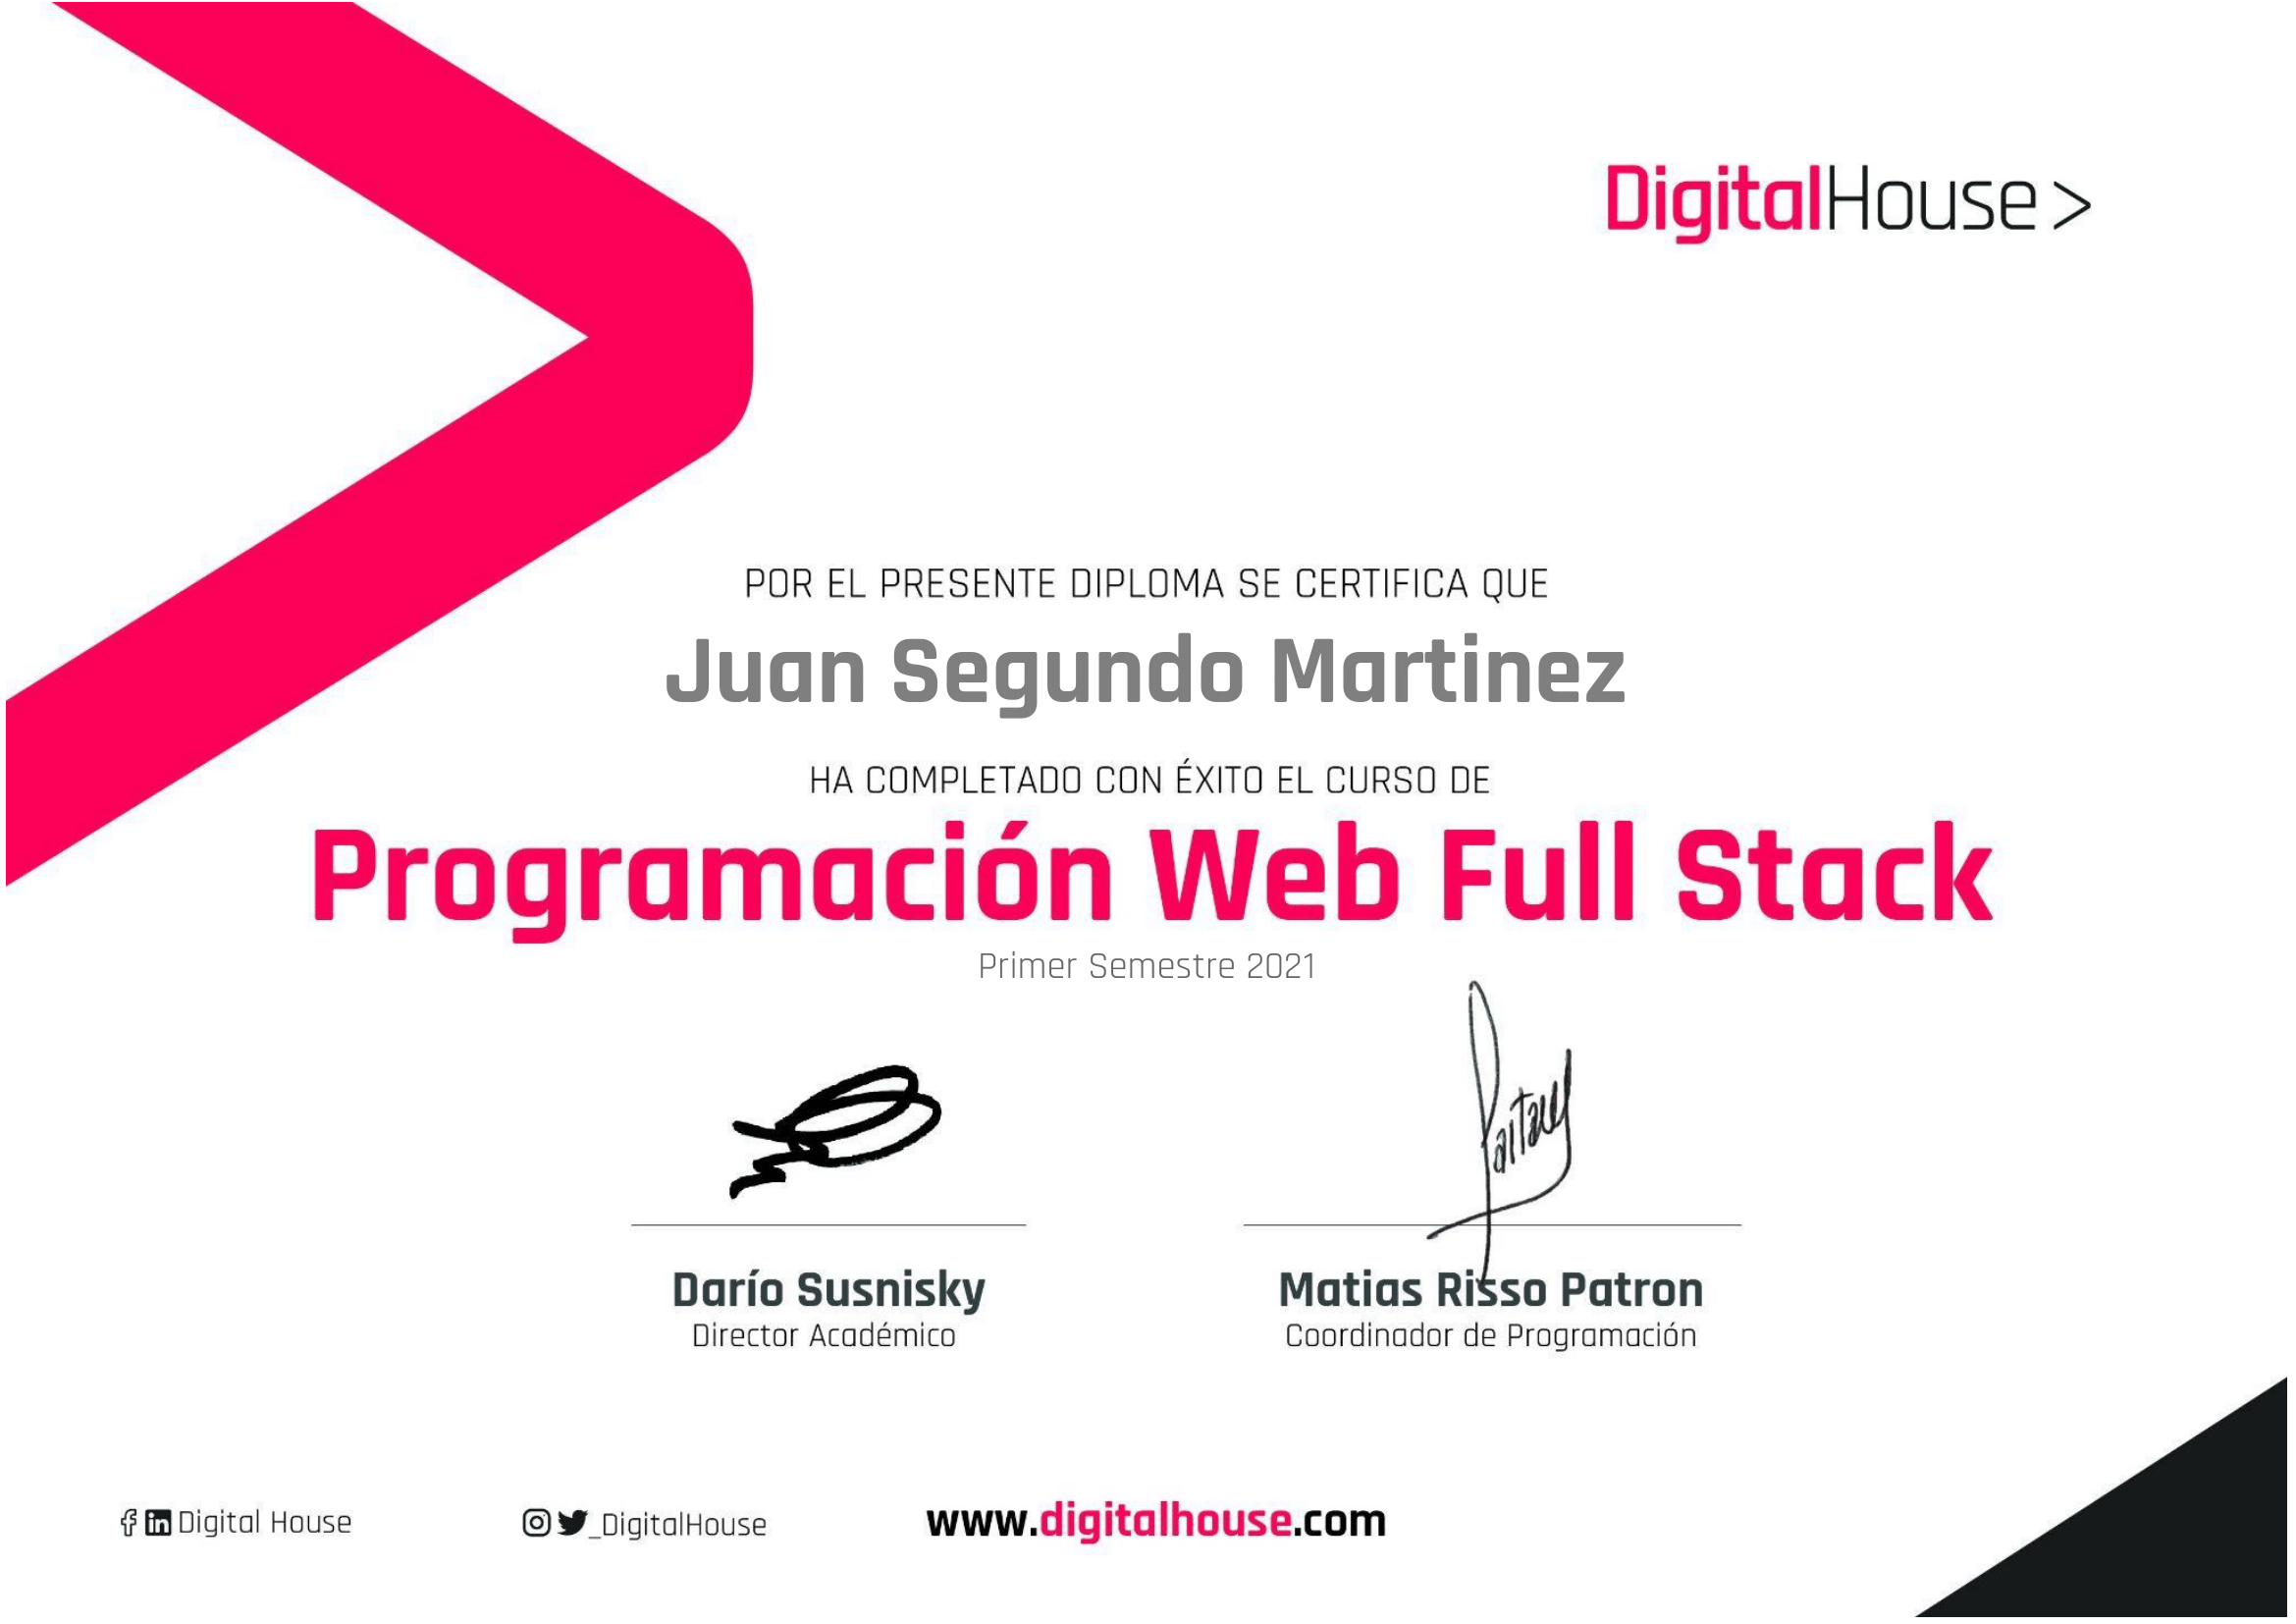 DigitalHouse>
POR EL PRESENTE DIPLOMA SE CERTIFICA QUE
Juan Segundo Martinez
HA COMPLETADO CON ÉXITO EL CURSO DE
Programación Web Full Stack
Primer Semestre 2021
Darío Susnisky
Director Académico
Matias Risso Patron
Coordinador de Programación
Digital House
_DigitalHouse
www.digitalhouse.com